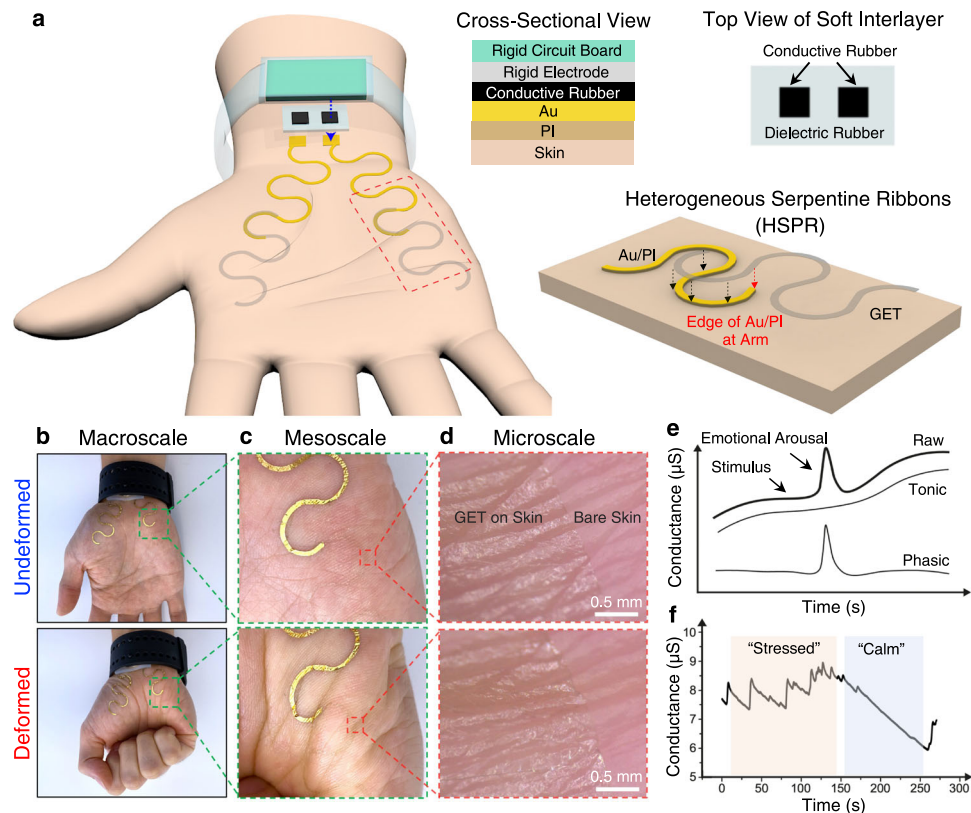 a
Cross-Sectional View
Rigid Circuit Board
Rigid Electrode
Conductive Rubber
Au
PI
Skin
Top View of Soft Interlayer
Conductive Rubber
Dielectric Rubber
Heterogeneous Serpentine Ribbons
(HSPR)
Au/PI
GET
Edge of Au/PI
at Arm
b
Macroscale
c
Mesoscale
d
Microscale
Undeformed
GET on Skin
Bare Skin
0.5 mm
Deformed
0.5 mm
e
Conductance (µS)
Emotional Arousal
Stimulus
Raw
Tonic
Phasic
Time (s)
f
Conductance (µS)
10
9
8
7
6
5
“Stressed”
“Calm”
0
50
100
150
200
250
300
Time (s)